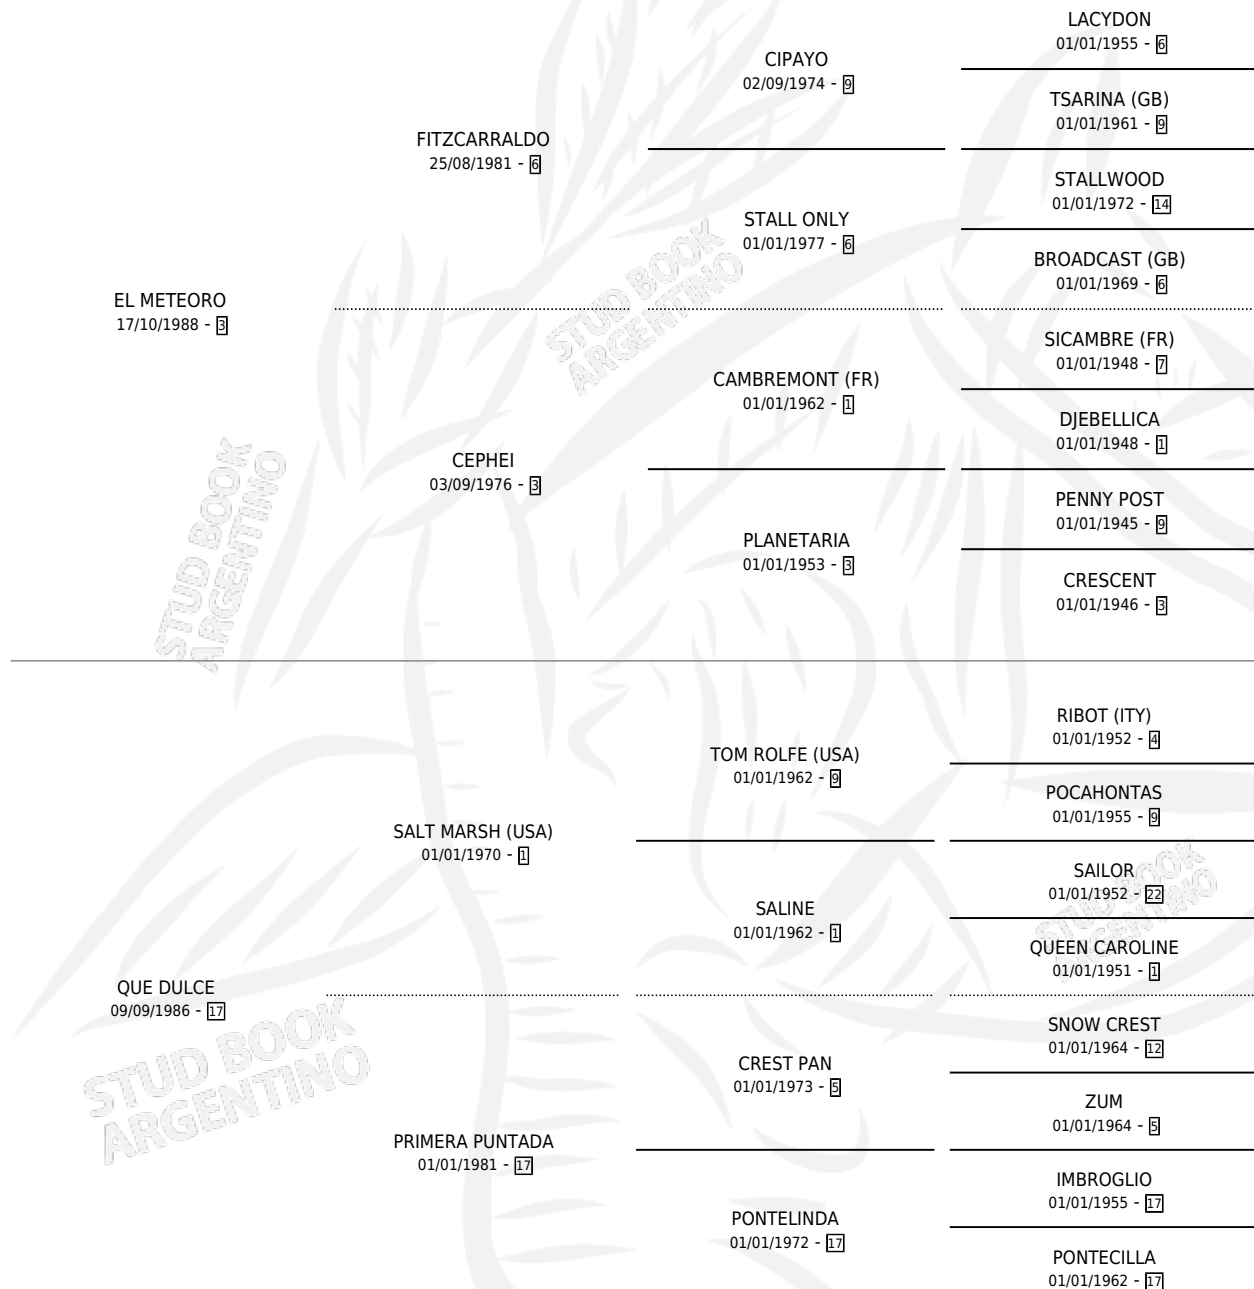 LACYDON
01/01/1955 - 6
CIPAYO
02/09/1974 - 9
TSARINA (GB)
01/01/1961 - 9
FITZCARRALDO
25/08/1981 - 6
STALLWOOD
01/01/1972 - 14
STALL ONLY
01/01/1977 - 6
BROADCAST (GB)
01/01/1969 - 6
EL METEORO
17/10/1988 - 3
STUD BOOK
ARGENTINO
SICAMBRE (FR)
01/01/1948 - 7
CAMBREMONT (FR)
01/01/1962 - 1
DJEBELLICA
01/01/1948 - 1
CEPHEI
03/09/1976 - 3
PENNY POST
01/01/1945 - 9
PLANETARIA
01/01/1953 - 3
CRESCENT
01/01/1946 - 3
STUD BOOK
ARGENTINO
RIBOT (ITY)
01/01/1952 - 4
TOM ROLFE (USA)
01/01/1962 - 9
POCAHONTAS
01/01/1955 - 9
SALT MARSH (USA)
01/01/1970 - 1
SAILOR
01/01/1952 - 22
SALINE
01/01/1962 - 1
STUD BOOK
ARGENTINO
QUEEN CAROLINE
01/01/1951 - 1
QUE DULCE
09/09/1986 - 17
SNOW CREST
01/01/1964 - 12
CREST PAN
01/01/1973 - 5
STUD BOOK
ARGENTINO
ZUM
01/01/1964 - 5
PRIMERA PUNTADA
01/01/1981 - 17
IMBROGLIO
01/01/1955 - 17
PONTELINDA
01/01/1972 - 17
PONTECILLA
01/01/1962 - 17